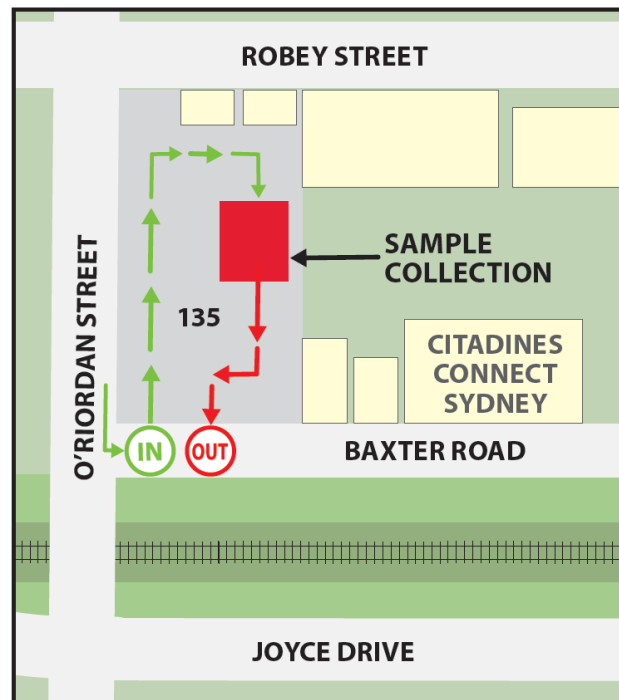 ROBEY STREET
O'RIORDAN STREET
SAMPLE
COLLECTION
135
CITADINES
CONNECT
SYDNEY
IN
OUT
BAXTER ROAD
JOYCE DRIVE